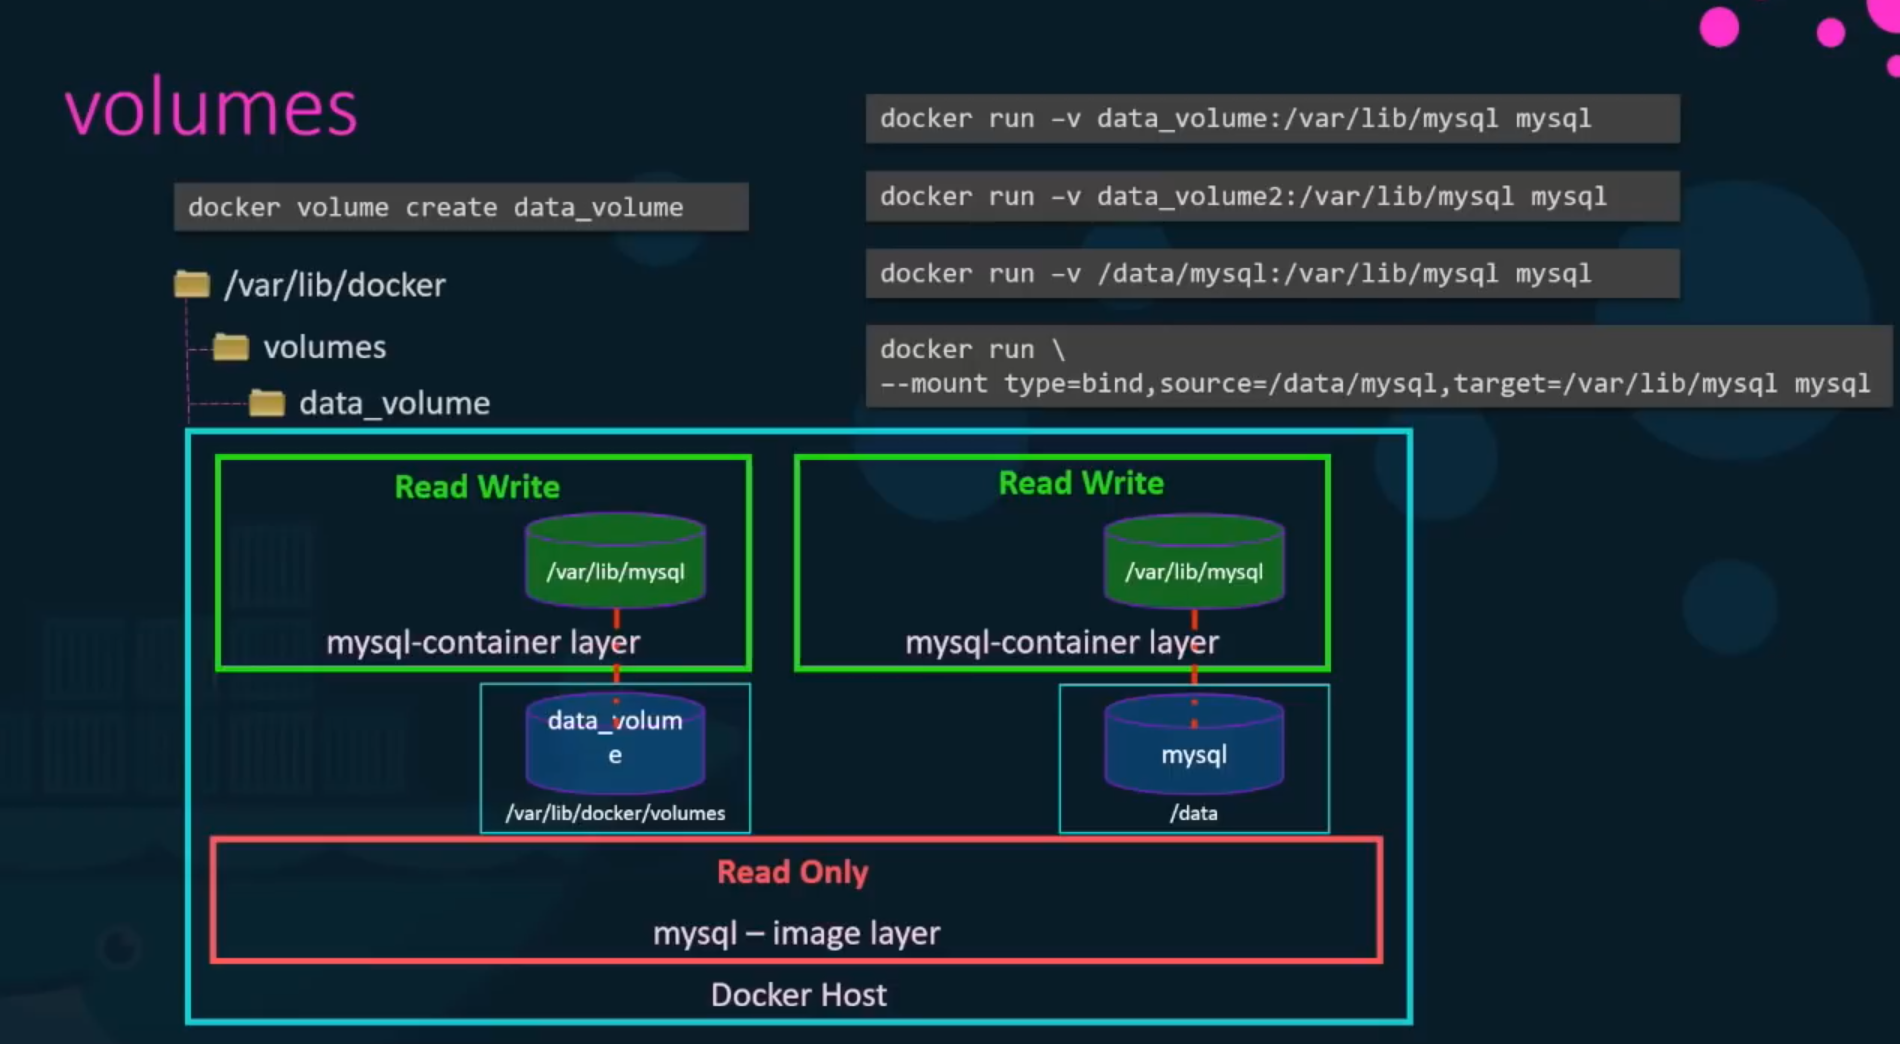 volumes
docker volume create data_volume
/var/lib/docker
volumes
data_volume
docker run –v data_volume:/var/lib/mysql mysql
docker run –v data_volume2:/var/lib/mysql mysql
docker run –v /data/mysql:/var/lib/mysql mysql
docker run \
--mount type=bind,source=/data/mysql,target=/var/lib/mysql mysql
Read Write
/var/lib/mysql
mysql-container layer
data_volum
e
/var/lib/docker/volumes
Read Write
/var/lib/mysql
mysql-container layer
mysql
/data
Read Only
mysql – image layer
Docker Host